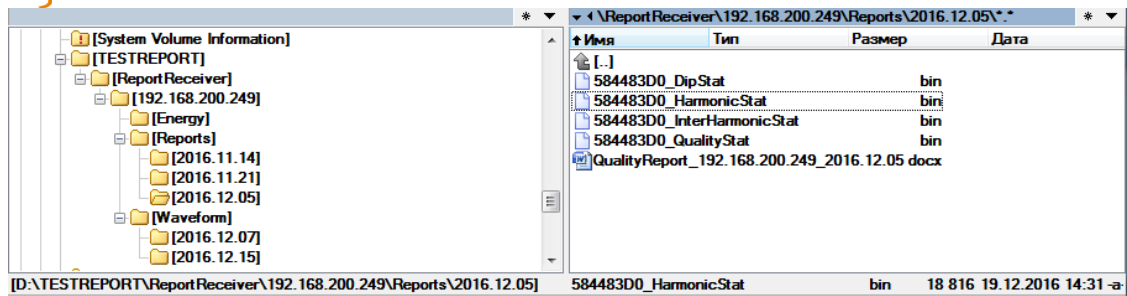 * ▼
\ReportReceiver\192.168.200.249\Reports\2016.12.05\*.* * ▼
[System Volume Information]
[TESTREPORT]
[ReportReceiver]
[192.168.200.249]
[Energy]
[Reports]
[2016.11.14]
[2016.11.21]
[2016.12.05]
[Waveform]
[2016.12.07]
[2016.12.15]
[D:\TESTREPORT\ReportReceiver\192.168.200.249\Reports\2016.12.05]
Имя Тип Размер Дата
[..]
584483D0_DipStat bin
584483D0_HarmonicStat bin
584483D0_InterHarmonicStat bin
584483D0_QualityStat bin
QualityReport_192.168.200.249_2016.12.05 docx
584483D0_HarmonicStat bin 18 816 19.12.2016 14:31 -a-